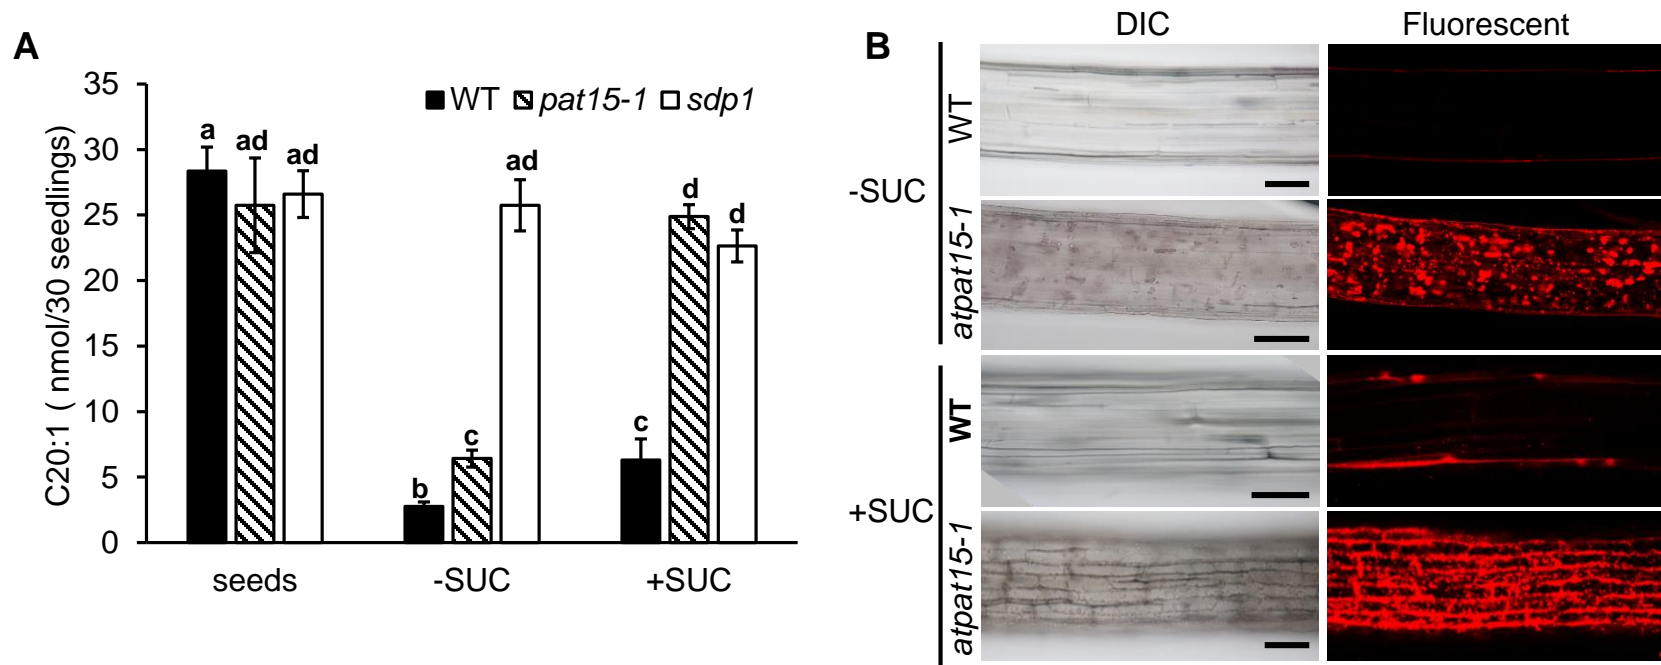 A
35
30
25
20
15
10
5
0
C20:1 ( nmol/30 seedlings)
WT pat15-1 sdp1
a ad ad
b c ad
c d d
seeds -SUC +SUC
B
DIC Fluorescent
-SUC
WT
atpat15-1
+SUC
WT
atpat15-1